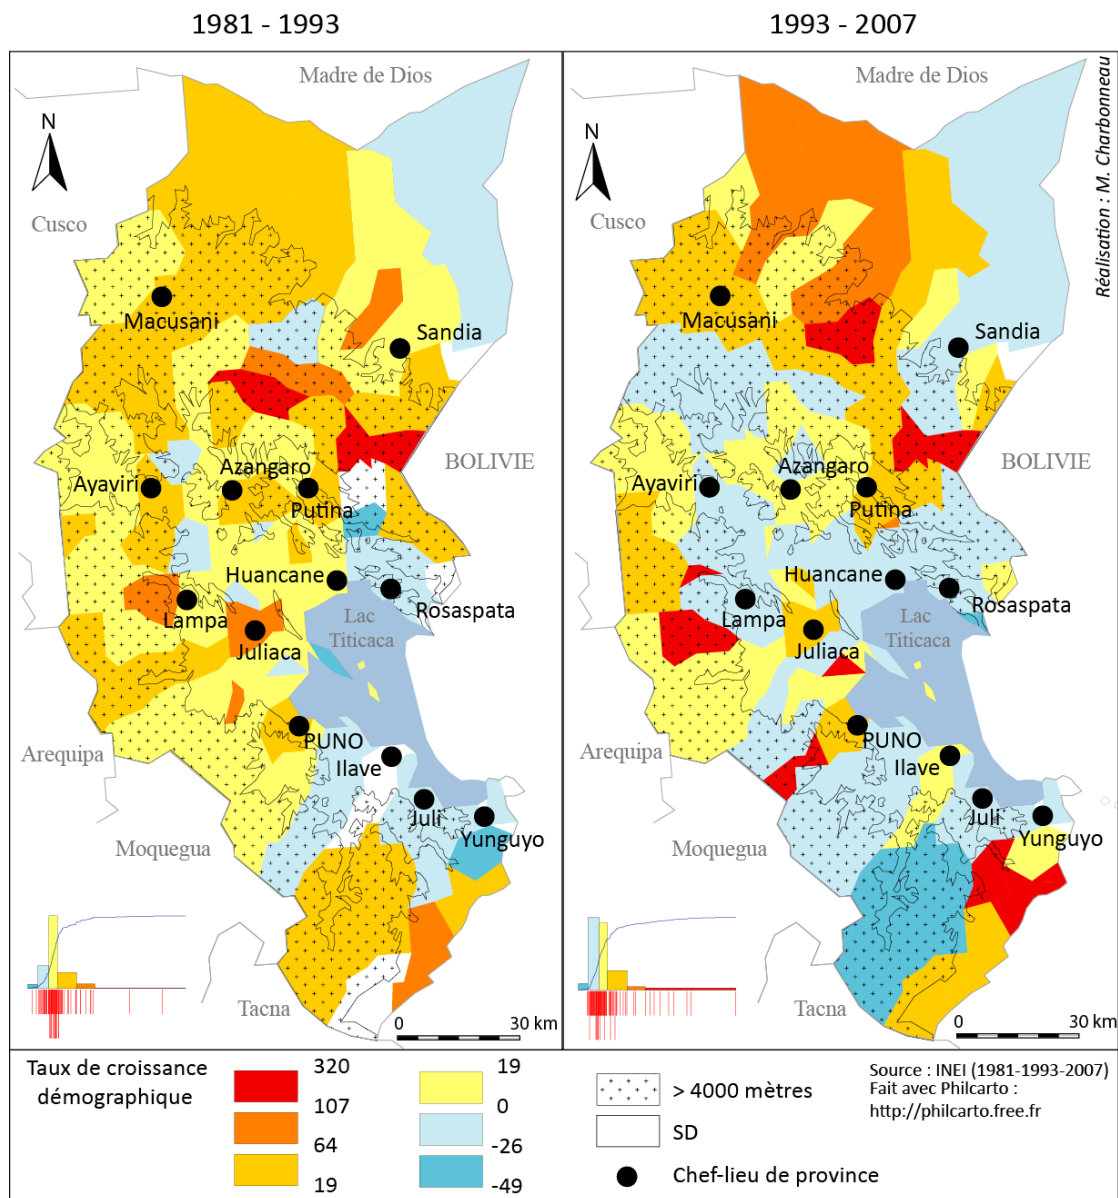 1981 - 1993
1993 - 2007
Madre de Dios
N
Cusco
Macusani
Sandia
BOLIVIE
Azangaro
Ayaviri
Putina
Huancane
Rosaspata
Lampa
Lac
Titicaca
Juliaca
PUNO
Arequipa
Ilave
Juli
Yunguyo
Moquegua
Tacna
0 30 km
Madre de Dios
N
Cusco
Macusani
Sandia
BOLIVIE
Azangaro
Ayaviri
Putina
Huancane
Rosaspata
Lampa
Lac
Titicaca
Juliaca
PUNO
Arequipa
Ilave
Juli
Yunguyo
Moquegua
Tacna
0 30 km
Réalisation : M. Charbonneau
Taux de croissance
démographique
320
107
64
19
19
0
-26
-49
> 4000 mètres
SD
Chef-lieu de province
Source : INEI (1981-1993-2007)
Fait avec Philcarto :
http://philcarto.free.fr